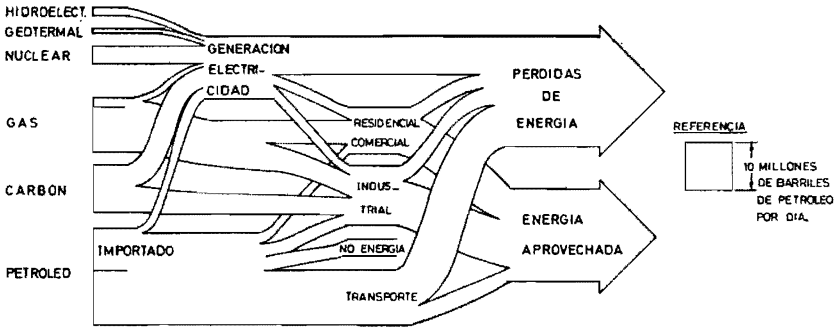 HIDROELECT.
GEOTERMAL
NUCLEAR
GAS
CARBON
IMPORTADO
PETROLEO
GENERACION
ELECTRI-
CIDAD
RESIDENCIAL
COMERCIAL
INDUS_
TRIAL
NO ENERGIA
TRANSPORTE
PERDIDAS
DE
ENERGIA
ENERGIA
APROVECHADA
REFERENCIA
10 MILLONES
DE BARRILES
DE PETROLEO
POR DIA.